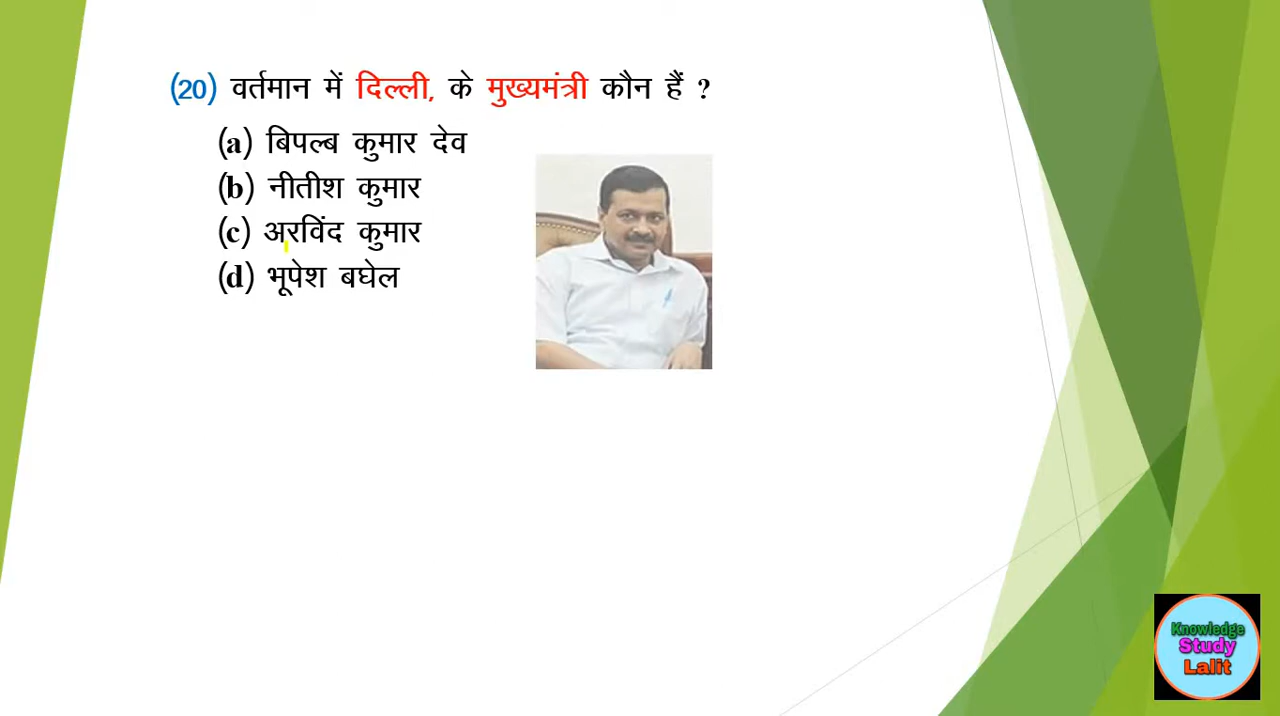 (20) वर्तमान में दिल्ली, के मुख्यमंत्री कौन हैं ?
(a) बिपल्ब कुमार देव
(b) नीतीश कुमार
(c) अरविंद कुमार
(d) भूपेश बघेल
Knowledge
Study
Lalit